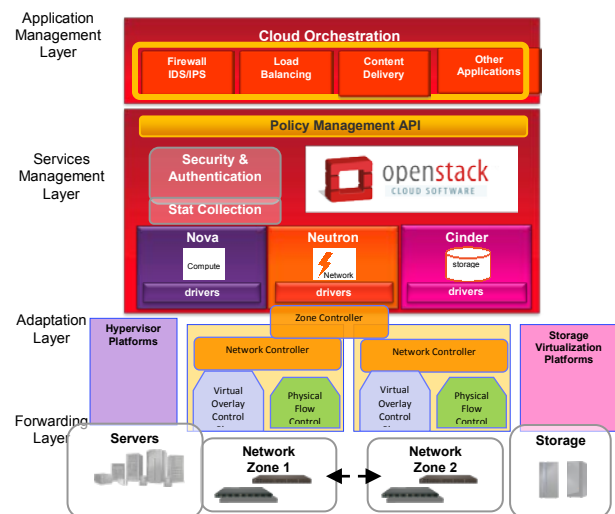 Application
Management
Layer
Cloud Orchestration
Firewall
IDS/IPS
Load
Balancing
Content
Delivery
Other
Applications
Policy Management API
Services
Management
Layer
Security &
Authentication
Stat Collection
openstack
CLOUD SOFTWARE
Nova
Compute
drivers
Neutron
Network
drivers
Cinder
storage
drivers
Adaptation
Layer
Hypervisor
Platforms
Zone Controller
Network Controller
Network Controller
Storage
Virtualization
Platforms
Virtual
Overlay
Control
Physical
Flow
Control
Virtual
Overlay
Control
Physical
Flow
Control
Forwarding
Layer
Servers
Network
Zone 1
Network
Zone 2
Storage